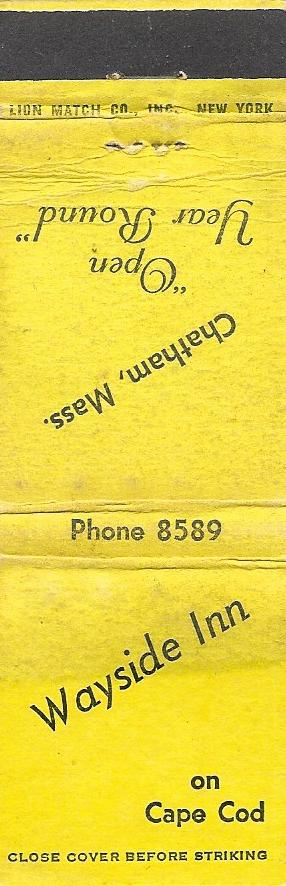 LION MATCH CO., INC., NEW YORK
"Open
Year Round"
Chatham, Mass.
Phone 8589
Wayside Inn
on
Cape Cod
CLOSE COVER BEFORE STRIKING